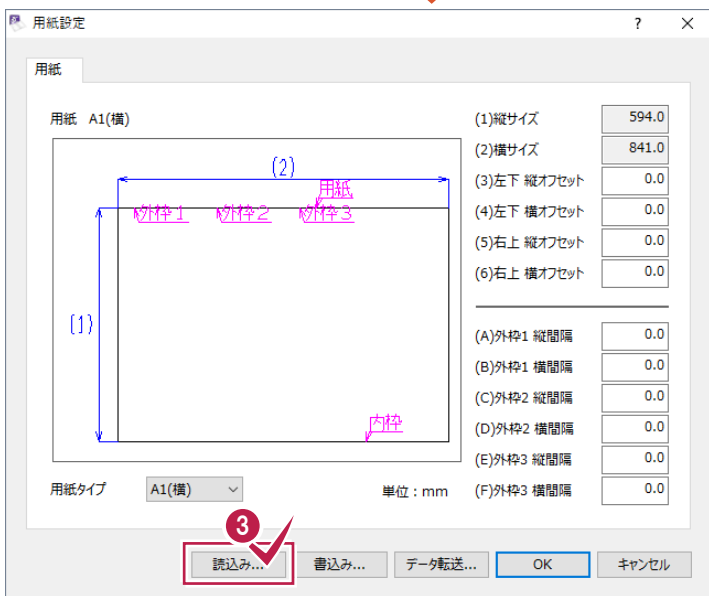 用紙設定
?
用紙
用紙 A1(横)
(2)
用紙
外枠1 外枠2 外枠3
(1)
内枠
用紙タイプ A1(横) 単位：mm
(1)縦サイズ 594.0
(2)横サイズ 841.0
(3)左下 縦オフセット 0.0
(4)左下 横オフセット 0.0
(5)右上 縦オフセット 0.0
(6)右上 横オフセット 0.0
(A)外枠1 縦間隔 0.0
(B)外枠1 横間隔 0.0
(C)外枠2 縦間隔 0.0
(D)外枠2 横間隔 0.0
(E)外枠3 縦間隔 0.0
(F)外枠3 横間隔 0.0
3
読込み... 書込み... データ転送... OK キャンセル